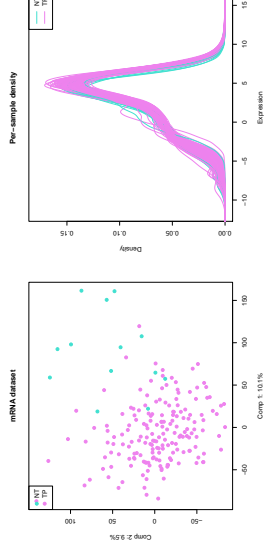 mRNA dataset
NT
TP
100
50
0
−50
Comp 2: 9.5%
−50
0
50
100
150
Comp 1: 10.1%
Per−sample density
NT
TP
0.15
0.10
0.05
0.00
Density
−10
−5
0
5
10
15
Expression